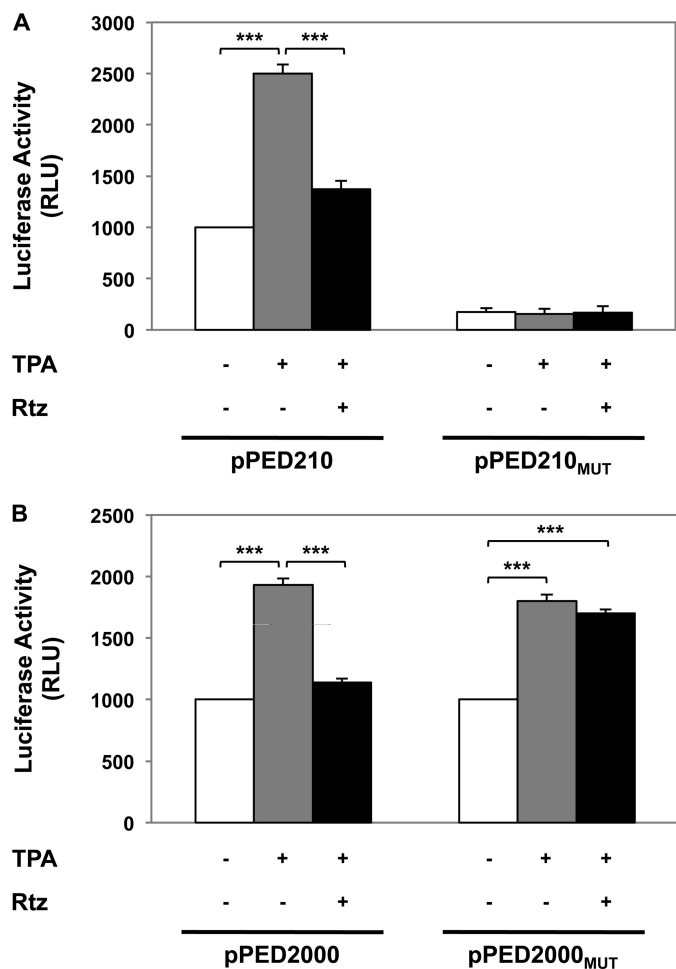 A
3000
2500
2000
1500
1000
500
0
Luciferase Activity
(RLU)
*** ***
TPA - + + - + +
Rtz - - + - - +
pPED210 pPED210MUT
B
2500
2000
1500
1000
500
0
Luciferase Activity
(RLU)
***
*** *** ***
TPA - + + - + +
Rtz - - + - - +
pPED2000 pPED2000MUT